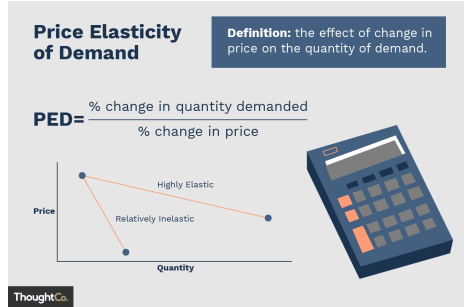 Price Elasticity
of Demand
Definition: the effect of change in
price on the quantity of demand.
PED=
% change in quantity demanded
% change in price
Highly Elastic
Price
Relatively Inelastic
Quantity
ThoughtCo.